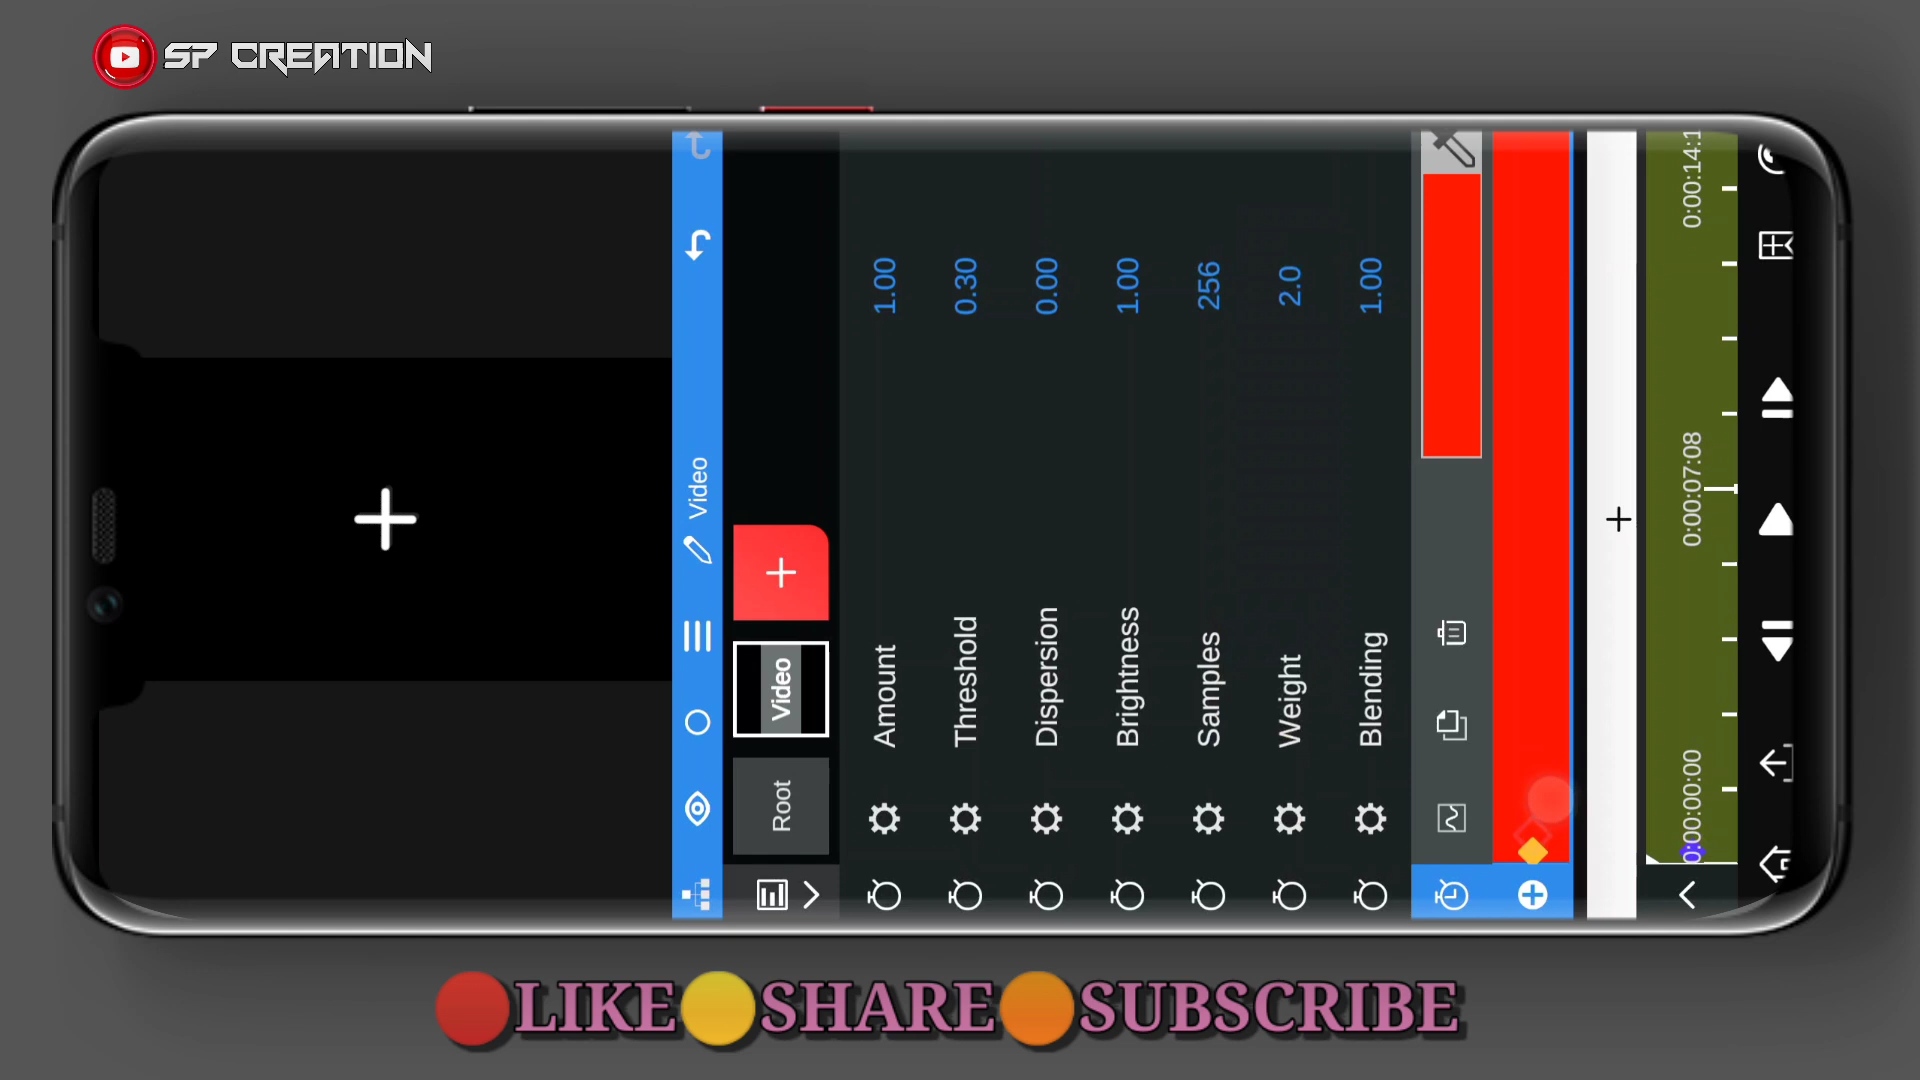 SP CREATION
Video
Root
Video
Amount 1.00
Threshold 0.30
Dispersion 0.00
Brightness 1.00
Samples 256
Weight 2.0
Blending 1.00
0:00:00:00 0:00:07:08 0:00:14:1
LIKE SHARE SUBSCRIBE